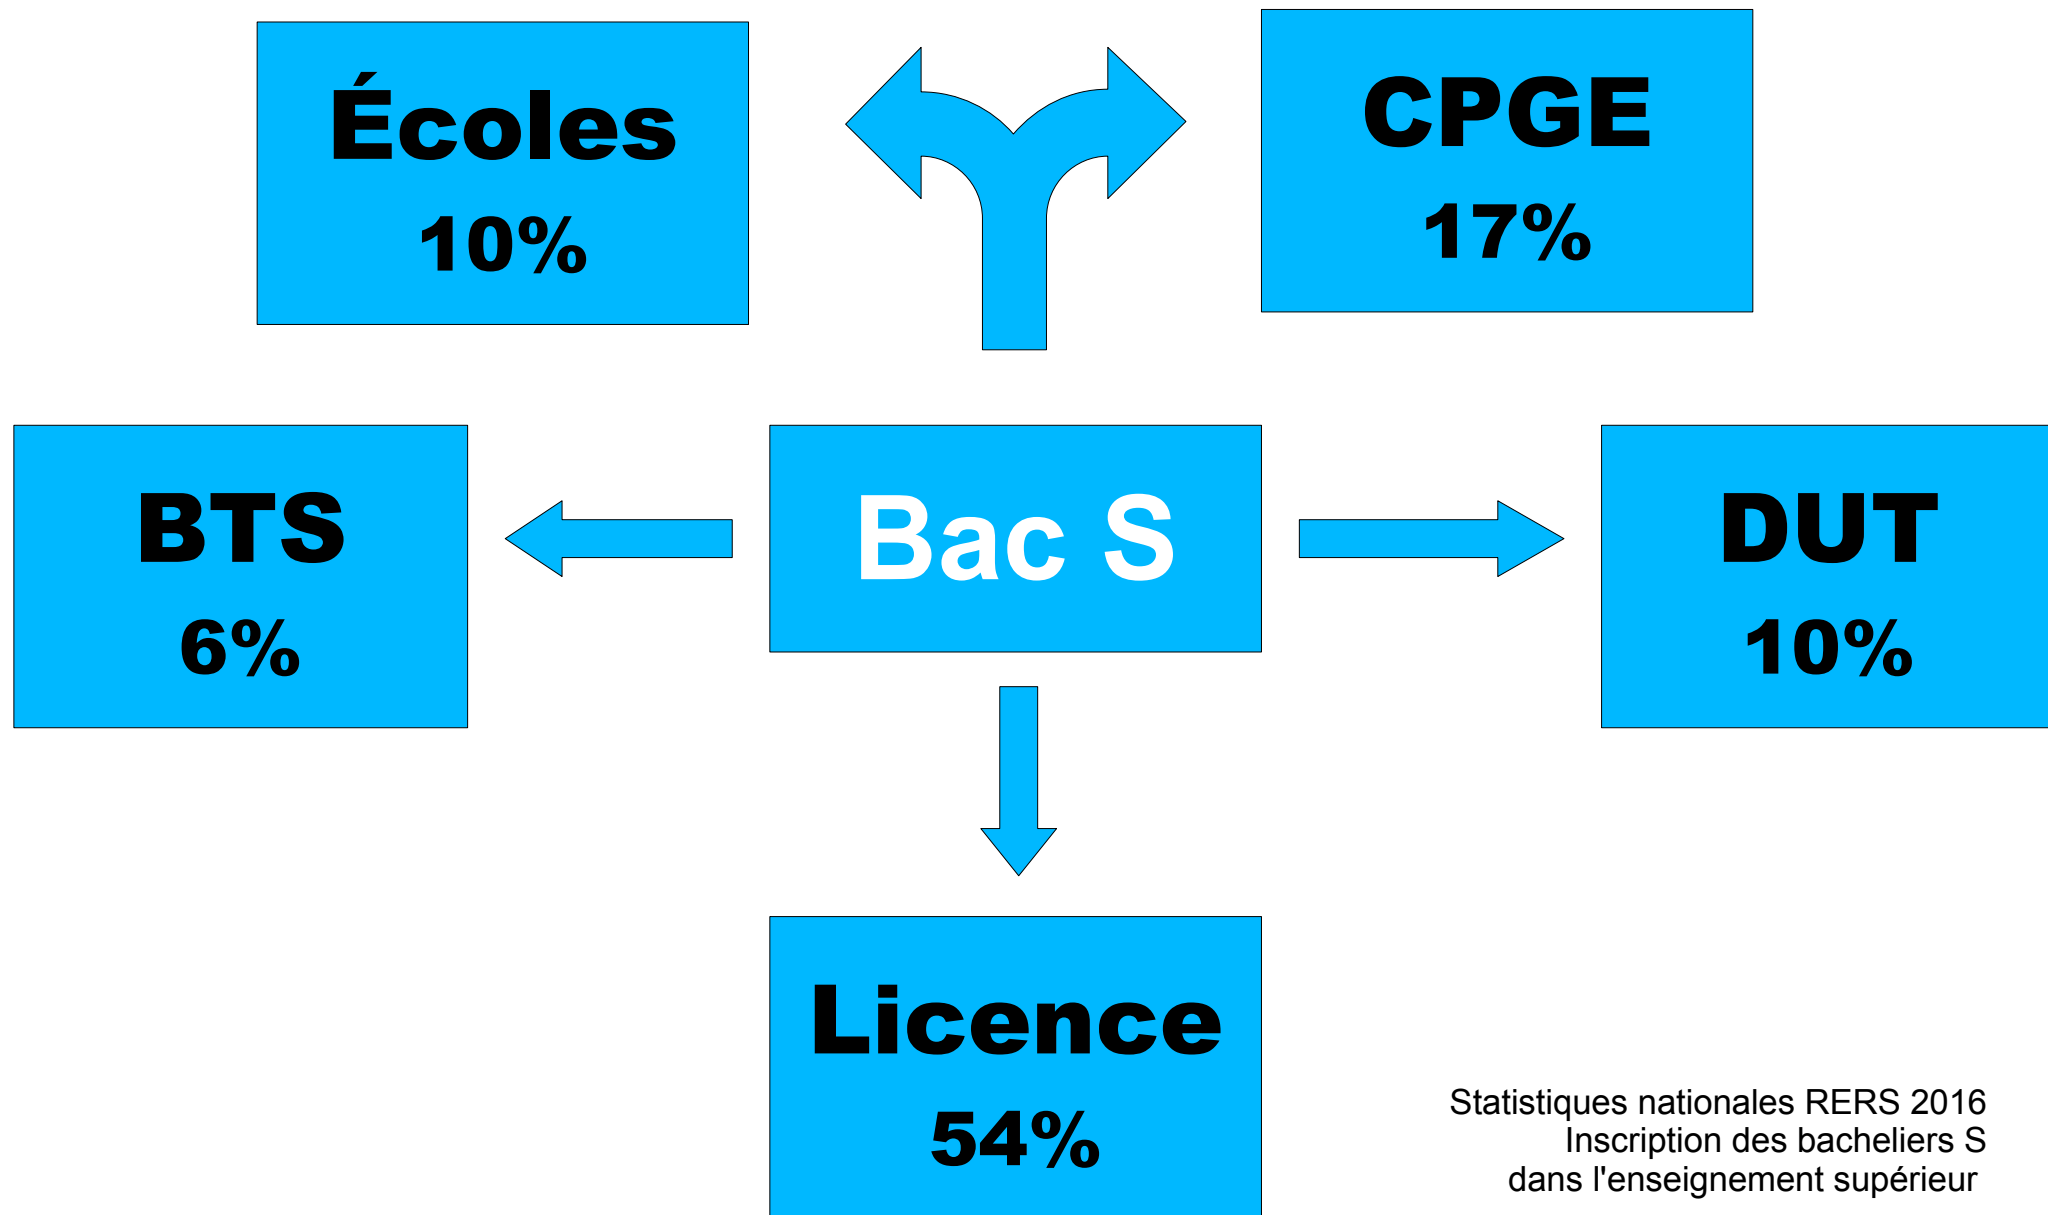 Écoles
10%
CPGE
17%
BTS
6%
Bac S
DUT
10%
Licence
54%
Statistiques nationales RERS 2016
Inscription des bacheliers S
dans l'enseignement supérieur